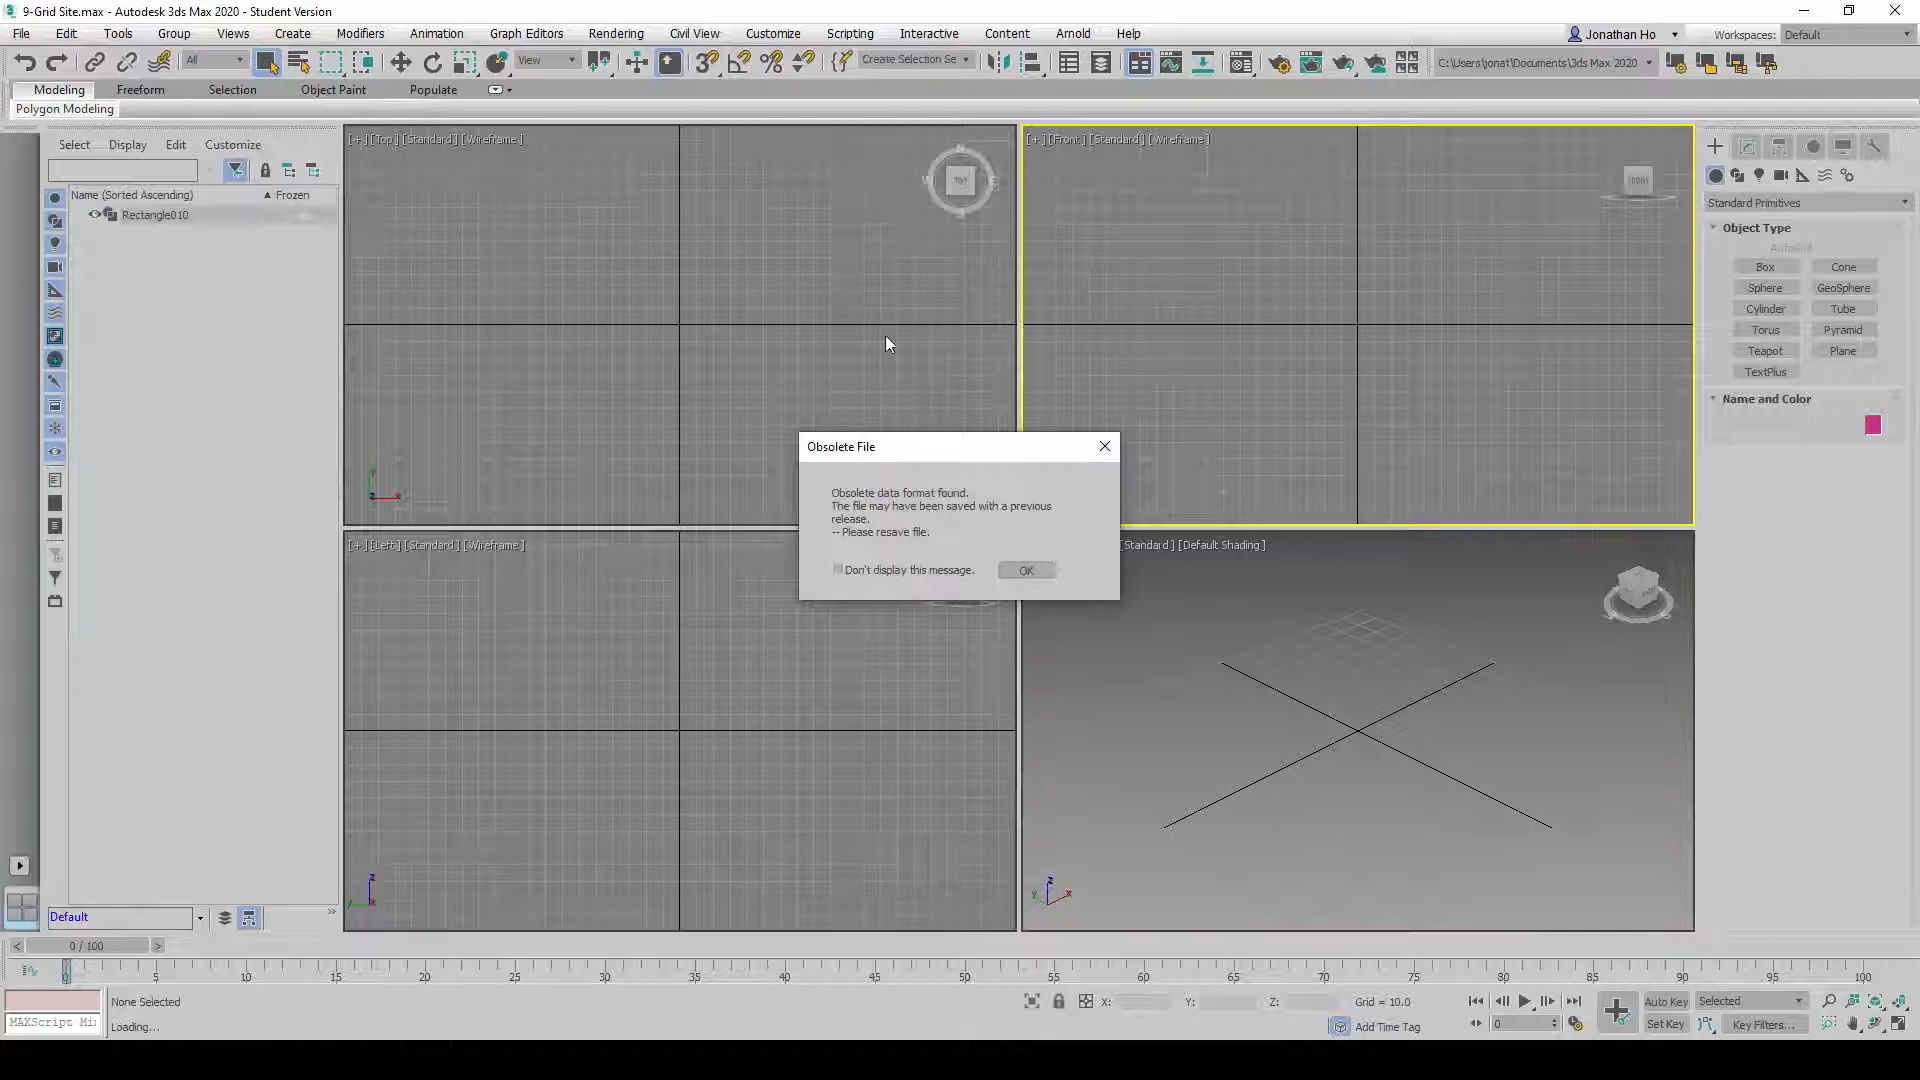 9-Grid Site.max - Autodesk 3ds Max 2020 - Student Version
File Edit Tools Group Views Create Modifiers Animation Graph Editors Rendering Civil View Customize Scripting Interactive Content Arnold Help
Jonathan Ho Workspaces: Default
All View Create Selection Se C:\Users\jonat\Documents\3ds Max 2020
Modeling Freeform Selection Object Paint Populate
Polygon Modeling
Select Display Edit Customize
Name (Sorted Ascending) Frozen
Rectangle010
[+] [Top] [Standard] [Wireframe]
TOP
[+] [Front] [Standard] [Wireframe]
FRONT
Standard Primitives
Object Type
AutoGrid
Box Cone
Sphere GeoSphere
Cylinder Tube
Torus Pyramid
Teapot Plane
TextPlus
Name and Color
Obsolete File
Obsolete data format found.
The file may have been saved with a previous
release.
-- Please resave file.
Don't display this message. OK
[+] [Left] [Standard] [Wireframe]
[Standard] [Default Shading]
Default
0 / 100
0 5 10 15 20 25 30 35 40 45 50 55 60 65 70 75 80 85 90 95 100
None Selected X: Y: Z: Grid = 10.0 Auto Key Selected
MAXScript Mi Loading... Add Time Tag 0 Set Key Key Filters...